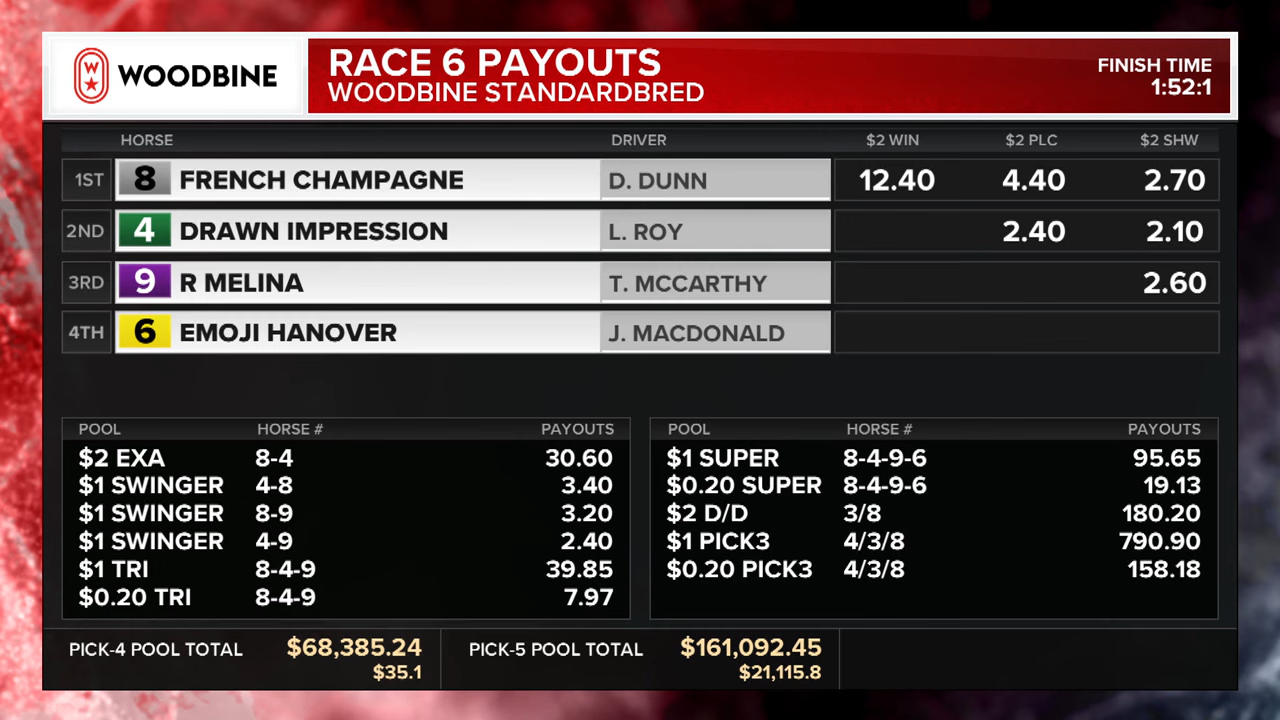 W
WOODBINE
RACE 6 PAYOUTS
WOODBINE STANDARDBRED
FINISH TIME
1:52:1
HORSE DRIVER $2 WIN $2 PLC $2 SHW
1ST 8 FRENCH CHAMPAGNE D. DUNN 12.40 4.40 2.70
2ND 4 DRAWN IMPRESSION L. ROY 2.40 2.10
3RD 9 R MELINA T. MCCARTHY 2.60
4TH 6 EMOJI HANOVER J. MACDONALD
POOL HORSE # PAYOUTS
$2 EXA 8-4 30.60
$1 SWINGER 4-8 3.40
$1 SWINGER 8-9 3.20
$1 SWINGER 4-9 2.40
$1 TRI 8-4-9 39.85
$0.20 TRI 8-4-9 7.97
POOL HORSE # PAYOUTS
$1 SUPER 8-4-9-6 95.65
$0.20 SUPER 8-4-9-6 19.13
$2 D/D 3/8 180.20
$1 PICK3 4/3/8 790.90
$0.20 PICK3 4/3/8 158.18
PICK-4 POOL TOTAL $68,385.24
$35.1
PICK-5 POOL TOTAL $161,092.45
$21,115.8